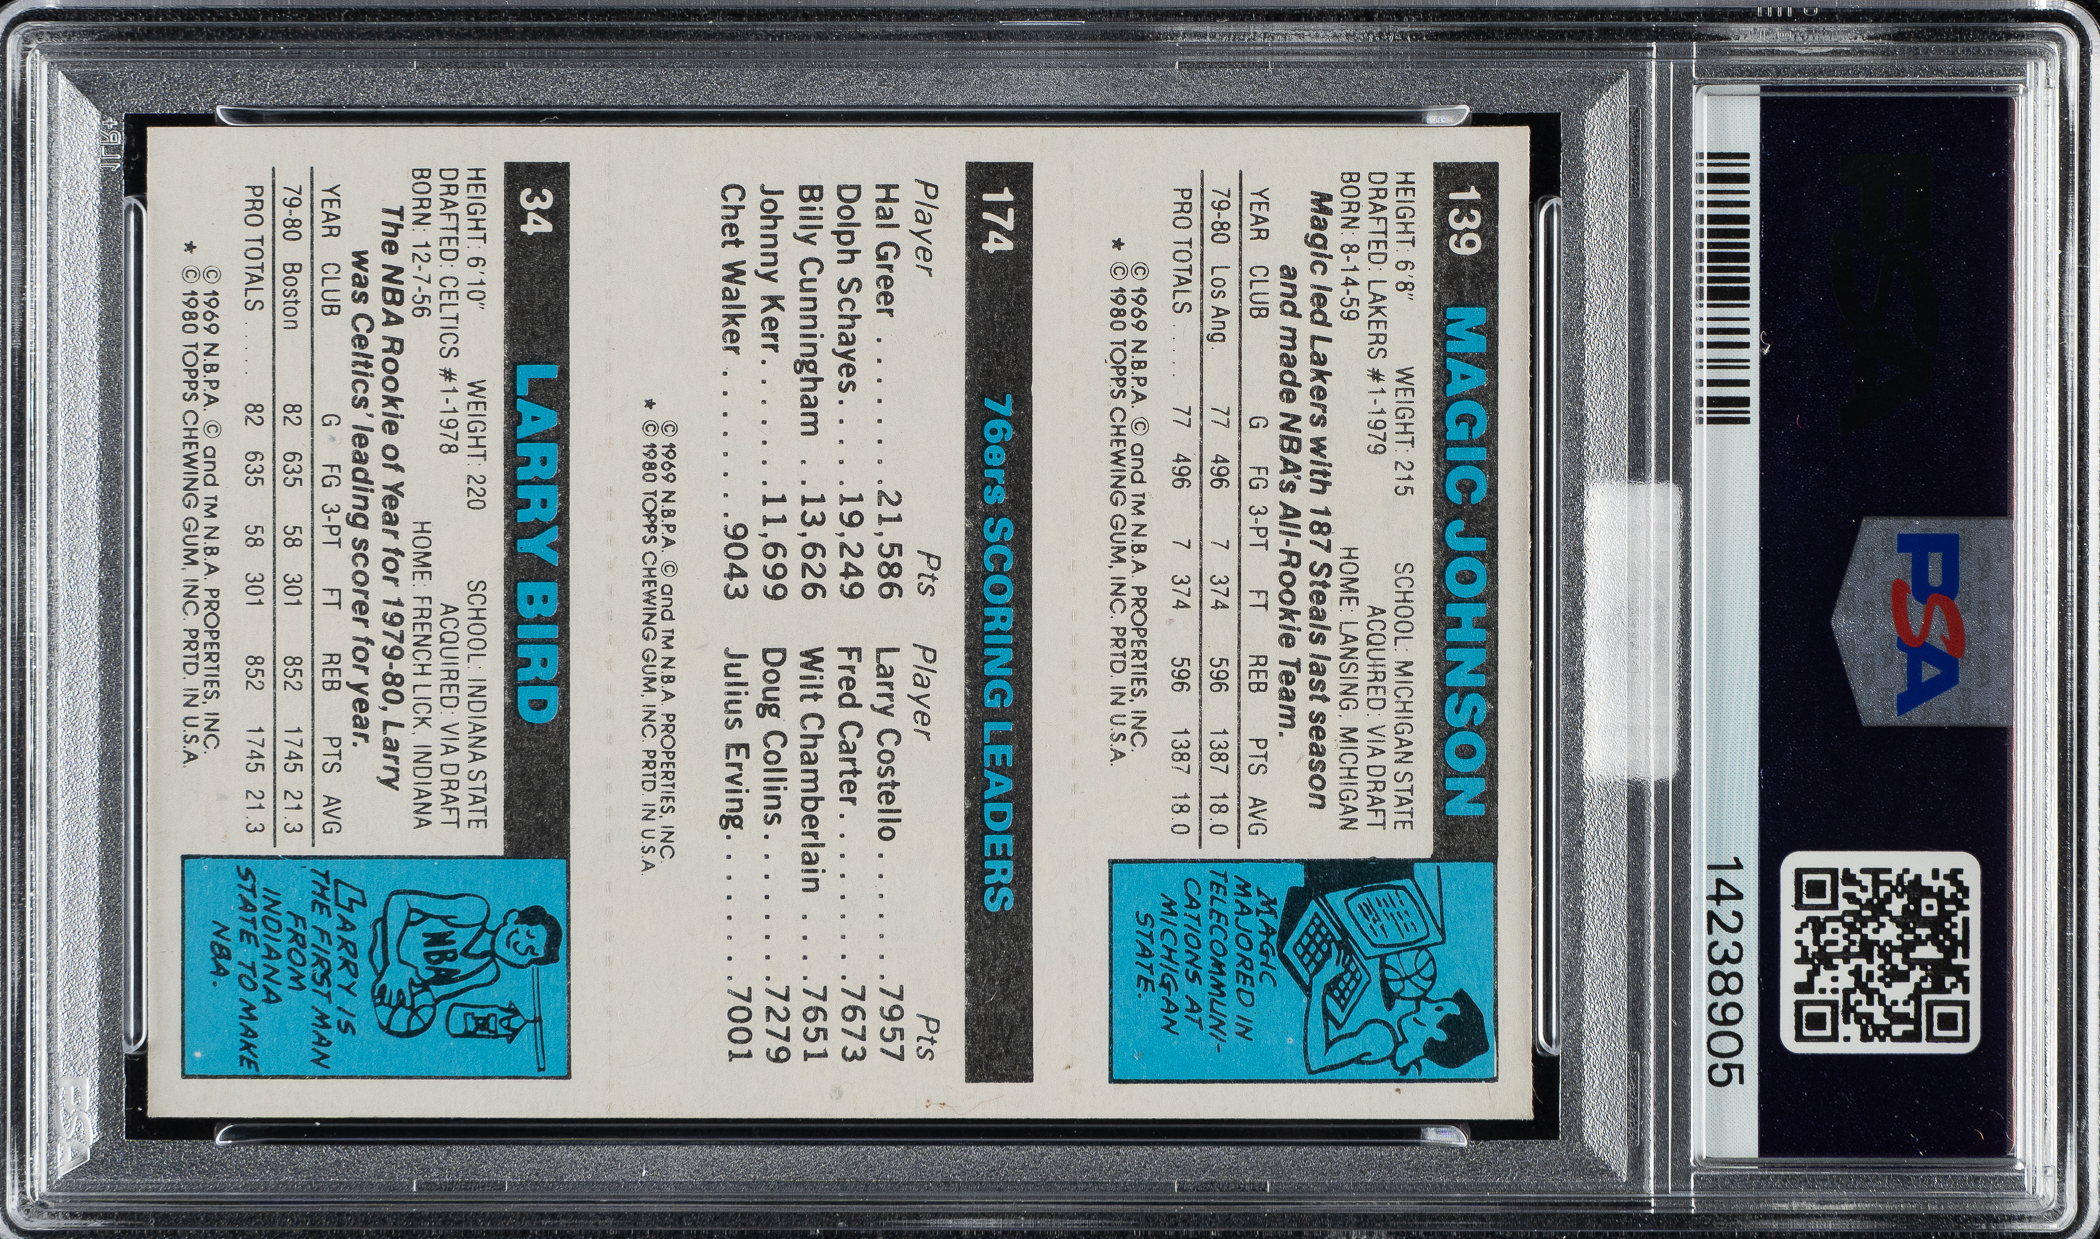 PSA
14238905
139 MAGIC JOHNSON
HEIGHT: 6'8" WEIGHT: 215 SCHOOL: MICHIGAN STATE
DRAFTED: LAKERS #1-1979 ACQUIRED: VIA DRAFT
BORN: 8-14-59 HOME: LANSING, MICHIGAN
Magic led Lakers with 187 Steals last season
and made NBA's All-Rookie Team.
YEAR CLUB G FG 3-PT FT REB PTS AVG
79-80 Los Ang. 77 496 7 374 596 1387 18.0
PRO TOTALS .... 77 496 7 374 596 1387 18.0
© 1969 N.B.P.A. © and TM N.B.A. PROPERTIES, INC.
* © 1980 TOPPS CHEWING GUM, INC. PRTD. IN U.S.A.
MAGIC
MAJORED IN
TELECOMMUNI-
CATIONS AT
MICHIGAN
STATE.
174 76ers SCORING LEADERS
Player Pts Player Pts
Hal Greer .......21,586 Larry Costello .......7957
Dolph Schayes....19,249 Fred Carter.........7673
Billy Cunningham ..13,626 Wilt Chamberlain ....7651
Johnny Kerr......11,699 Doug Collins........7279
Chet Walker .......9043 Julius Erving........7001
© 1969 N.B.P.A. © and TM N.B.A. PROPERTIES, INC.
* © 1980 TOPPS CHEWING GUM, INC. PRTD. IN U.S.A.
34 LARRY BIRD
HEIGHT: 6'10" WEIGHT: 220 SCHOOL: INDIANA STATE
DRAFTED: CELTICS #1-1978 ACQUIRED: VIA DRAFT
BORN: 12-7-56 HOME: FRENCH LICK, INDIANA
The NBA Rookie of Year for 1979-80, Larry
was Celtics' leading scorer for year.
YEAR CLUB G FG 3-PT FT REB PTS AVG
79-80 Boston 82 635 58 301 852 1745 21.3
PRO TOTALS ..... 82 635 58 301 852 1745 21.3
© 1969 N.B.P.A. © and TM N.B.A. PROPERTIES, INC.
* © 1980 TOPPS CHEWING GUM, INC. PRTD. IN U.S.A.
NBA
LARRY IS
THE FIRST MAN
FROM
INDIANA
STATE TO MAKE
NBA.
PSA